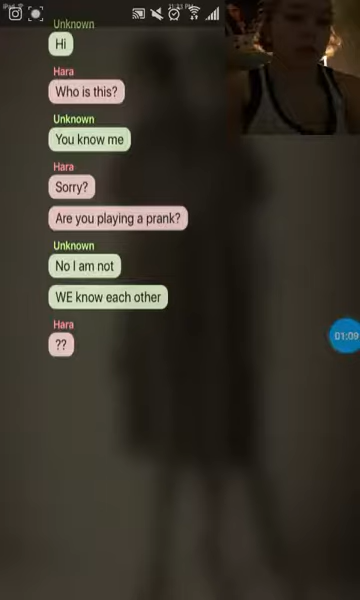 Unknown
Hi
Hara
Who is this?
Unknown
You know me
Hara
Sorry?
Are you playing a prank?
Unknown
No I am not
WE know each other
Hara
??
01:09